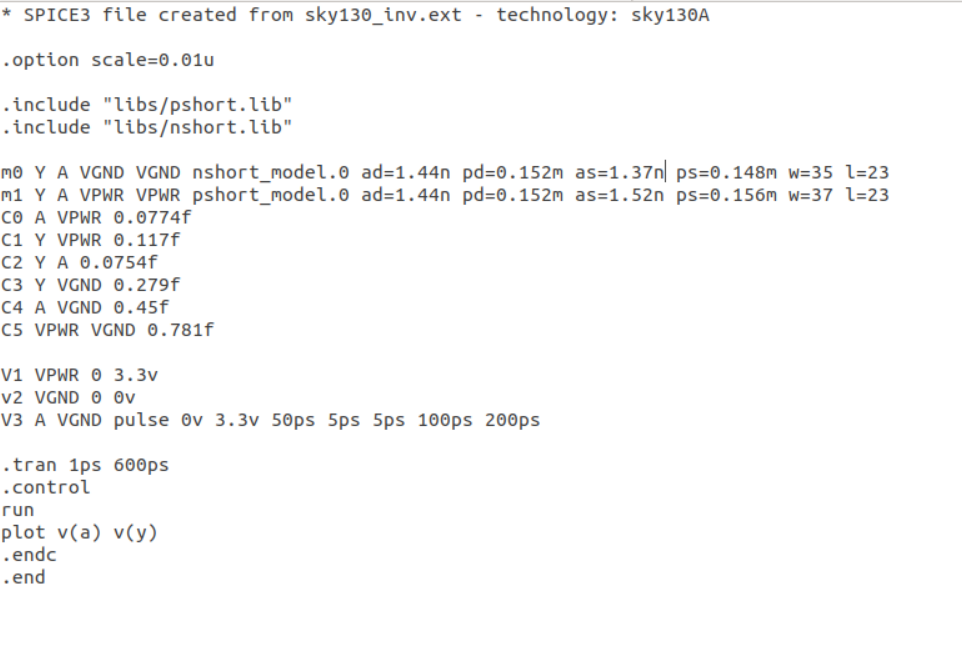 * SPICE3 file created from sky130_inv.ext - technology: sky130A
.option scale=0.01u
.include "libs/pshort.lib"
.include "libs/nshort.lib"
m0 Y A VGND VGND nshort_model.0 ad=1.44n pd=0.152m as=1.37n ps=0.148m w=35 l=23
m1 Y A VPWR VPWR pshort_model.0 ad=1.44n pd=0.152m as=1.52n ps=0.156m w=37 l=23
C0 A VPWR 0.0774f
C1 Y VPWR 0.117f
C2 Y A 0.0754f
C3 Y VGND 0.279f
C4 A VGND 0.45f
C5 VPWR VGND 0.781f
V1 VPWR 0 3.3v
v2 VGND 0 0v
V3 A VGND pulse 0v 3.3v 50ps 5ps 5ps 100ps 200ps
.tran 1ps 600ps
.control
run
plot v(a) v(y)
.endc
.end